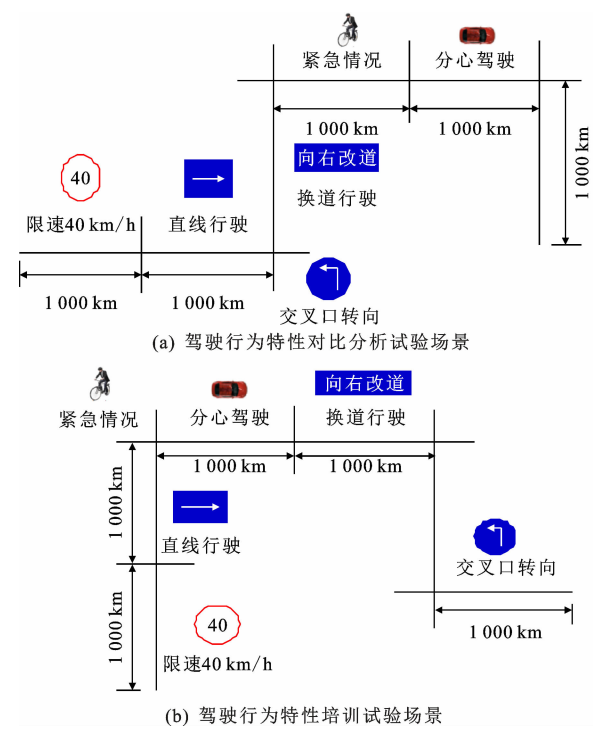 紧急情况
分心驾驶
1 000 km
1 000 km
1 000 km
向右改道
换道行驶
40
限速40 km/h
直线行驶
1 000 km
1 000 km
交叉口转向
(a) 驾驶行为特性对比分析试验场景
向右改道
紧急情况
分心驾驶
换道行驶
1 000 km
1 000 km
1 000 km
直线行驶
交叉口转向
1 000 km
40
限速40 km/h
1 000 km
(b) 驾驶行为特性培训试验场景